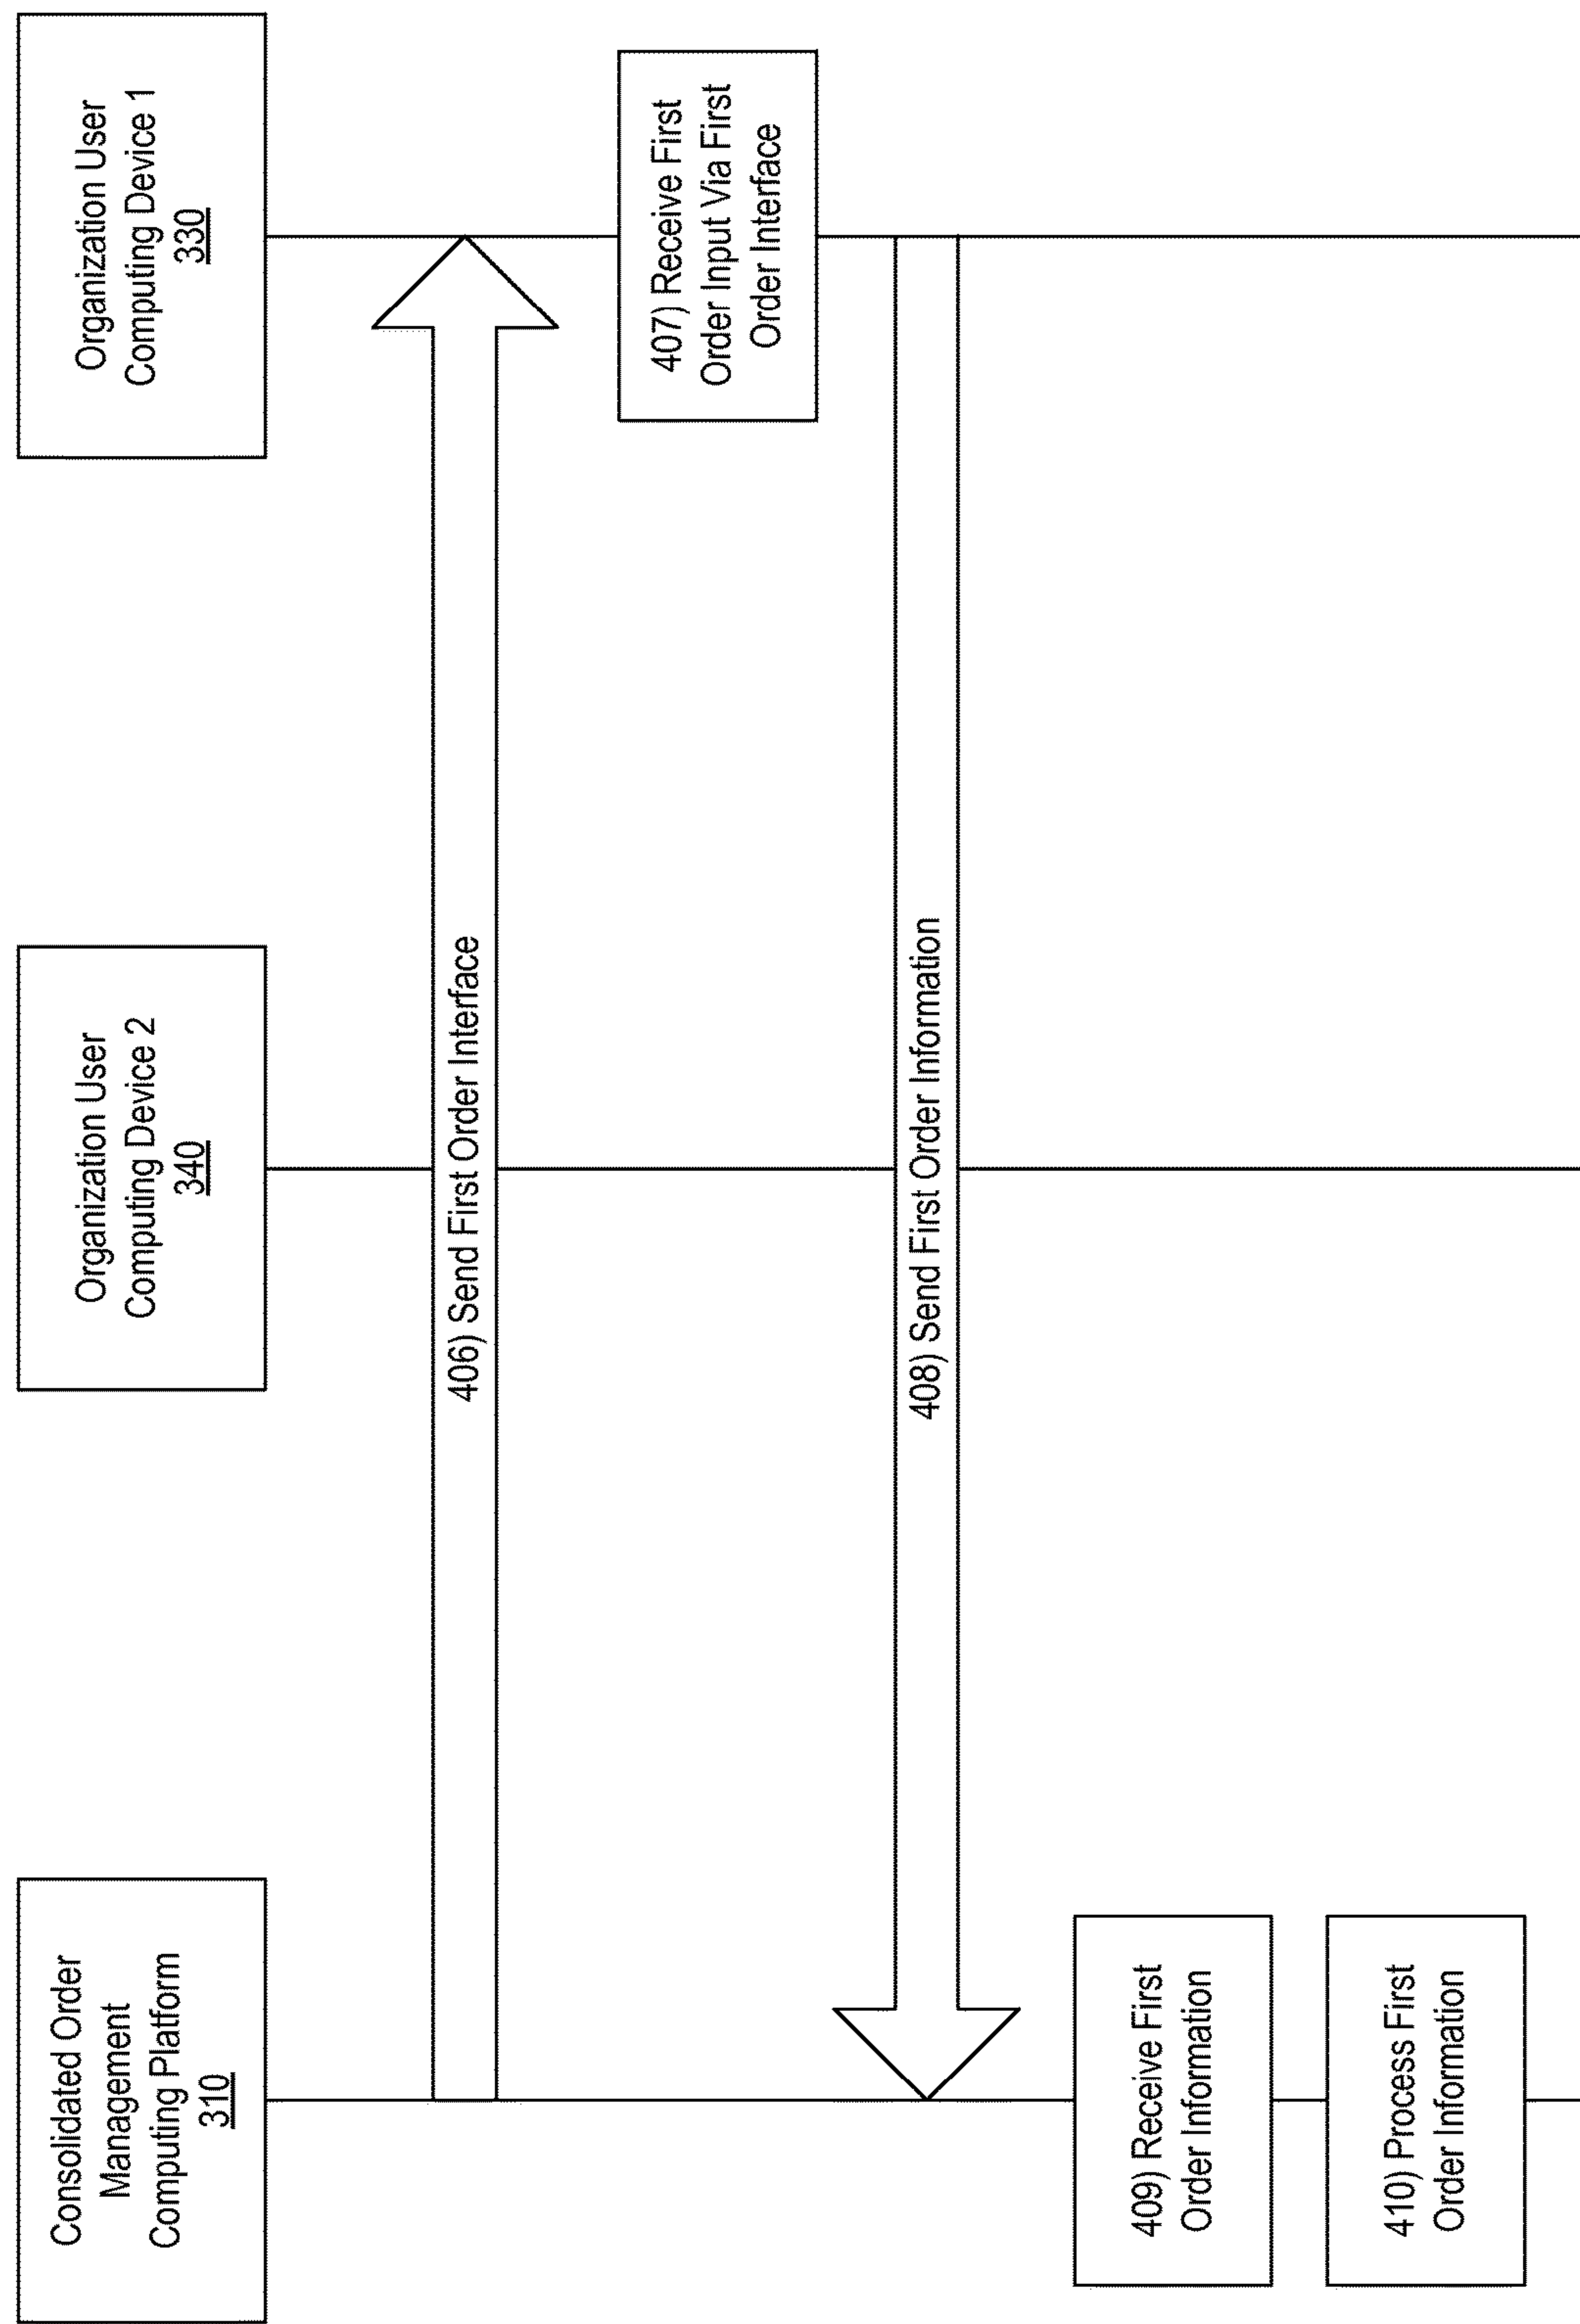 Consolidated Order
Management
Computing Platform
310
Organization User
Computing Device 2
340
Organization User
Computing Device 1
330
406) Send First Order Interface
407) Receive First
Order Input Via First
Order Interface
408) Send First Order Information
409) Receive First
Order Information
410) Process First
Order Information